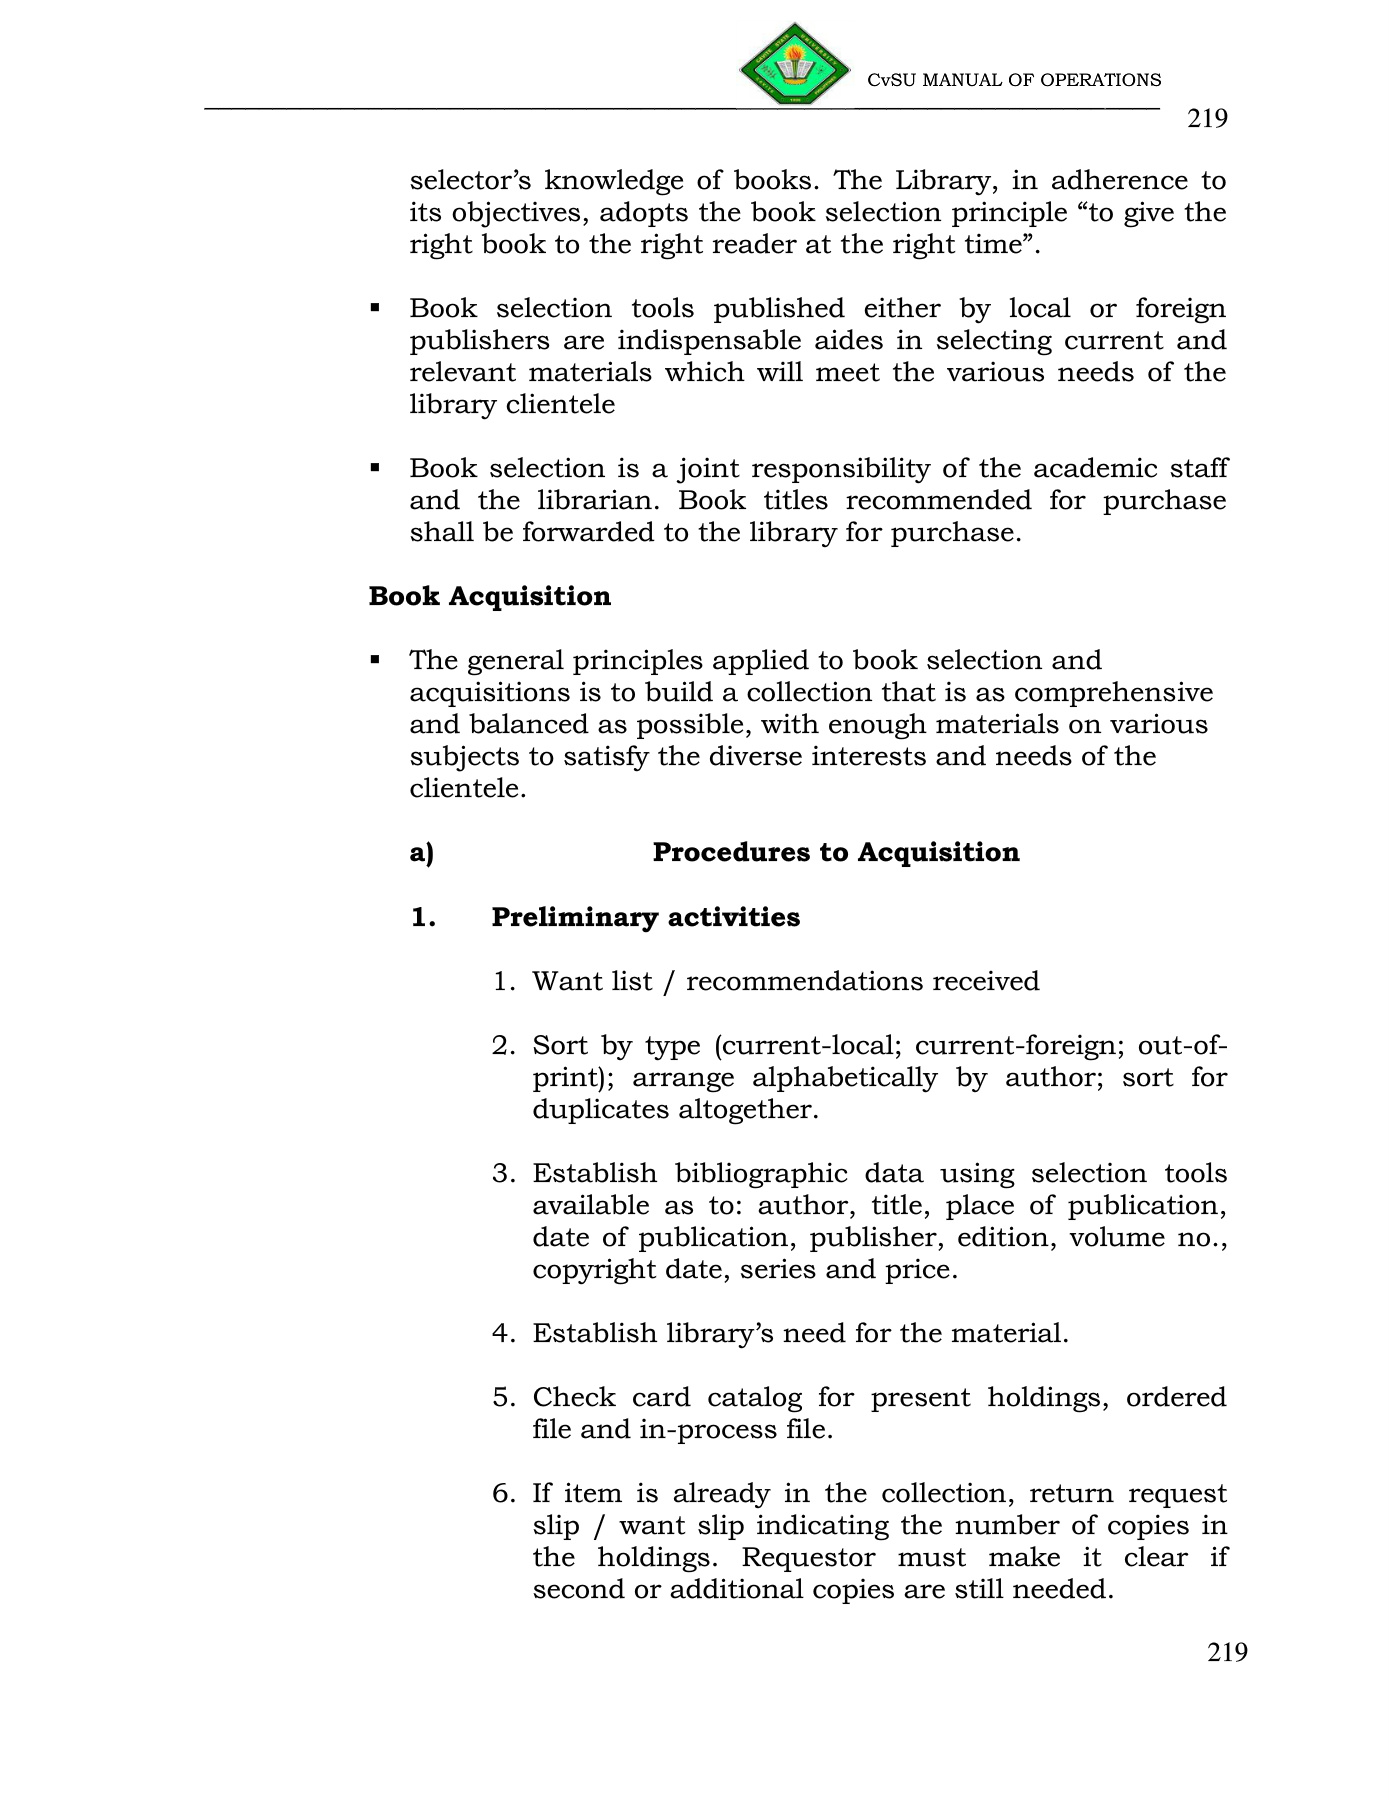 CvSU MANUAL OF OPERATIONS
219
selector’s knowledge of books. The Library, in adherence to
its objectives, adopts the book selection principle “to give the
right book to the right reader at the right time”.
▪ Book selection tools published either by local or foreign
publishers are indispensable aides in selecting current and
relevant materials which will meet the various needs of the
library clientele
▪ Book selection is a joint responsibility of the academic staff
and the librarian. Book titles recommended for purchase
shall be forwarded to the library for purchase.
Book Acquisition
▪ The general principles applied to book selection and
acquisitions is to build a collection that is as comprehensive
and balanced as possible, with enough materials on various
subjects to satisfy the diverse interests and needs of the
clientele.
a) Procedures to Acquisition
1. Preliminary activities
1. Want list / recommendations received
2. Sort by type (current-local; current-foreign; out-of-
print); arrange alphabetically by author; sort for
duplicates altogether.
3. Establish bibliographic data using selection tools
available as to: author, title, place of publication,
date of publication, publisher, edition, volume no.,
copyright date, series and price.
4. Establish library’s need for the material.
5. Check card catalog for present holdings, ordered
file and in-process file.
6. If item is already in the collection, return request
slip / want slip indicating the number of copies in
the holdings. Requestor must make it clear if
second or additional copies are still needed.
219